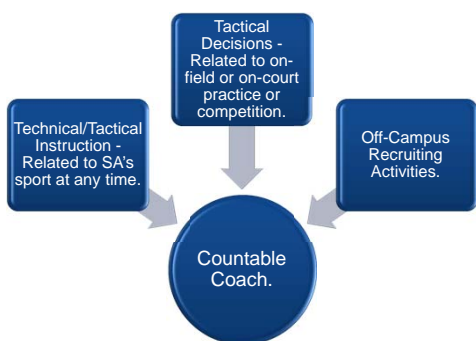 Tactical
Decisions -
Related to on-
field or on-court
practice or
competition.
Technical/Tactical
Instruction -
Related to SA's
sport at any time.
Off-Campus
Recruiting
Activities.
Countable
Coach.